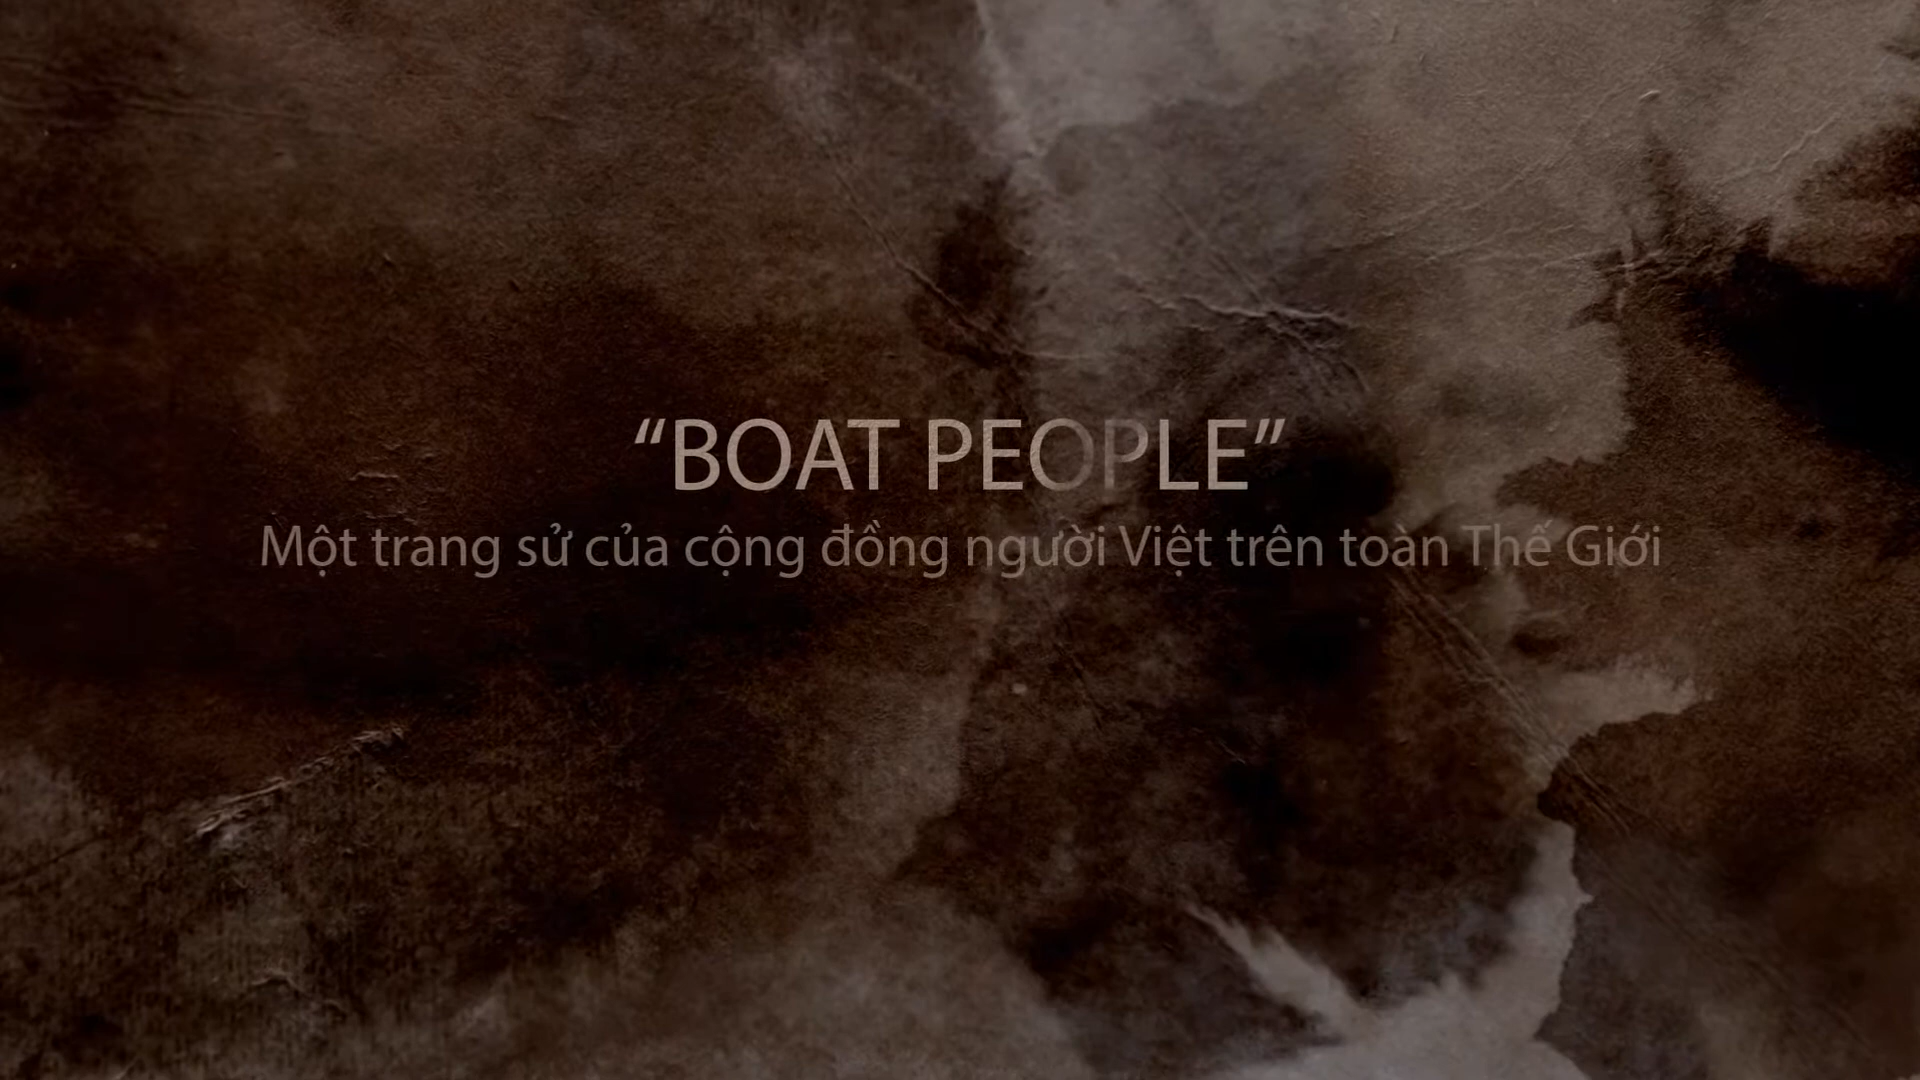 “BOAT PEOPLE”
Một trang sử của cộng đồng người Việt trên toàn Thế Giới